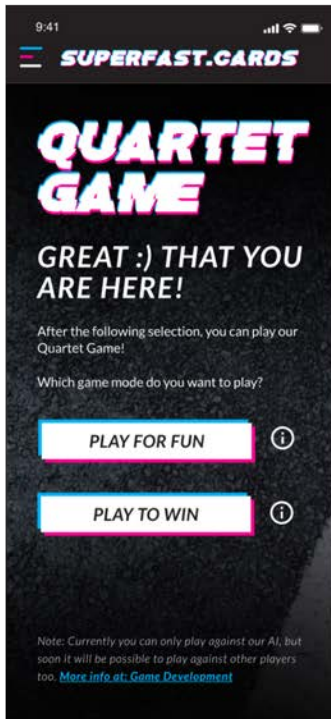 9:41
SUPERFAST.CARDS
QUARTET
GAME
GREAT :) THAT YOU
ARE HERE!
After the following selection, you can play our
Quartet Game!
Which game mode do you want to play?
PLAY FOR FUN
PLAY TO WIN
Note: Currently you can only play against our AI, but
soon it will be possible to play against other players
too. More info at: Game Development